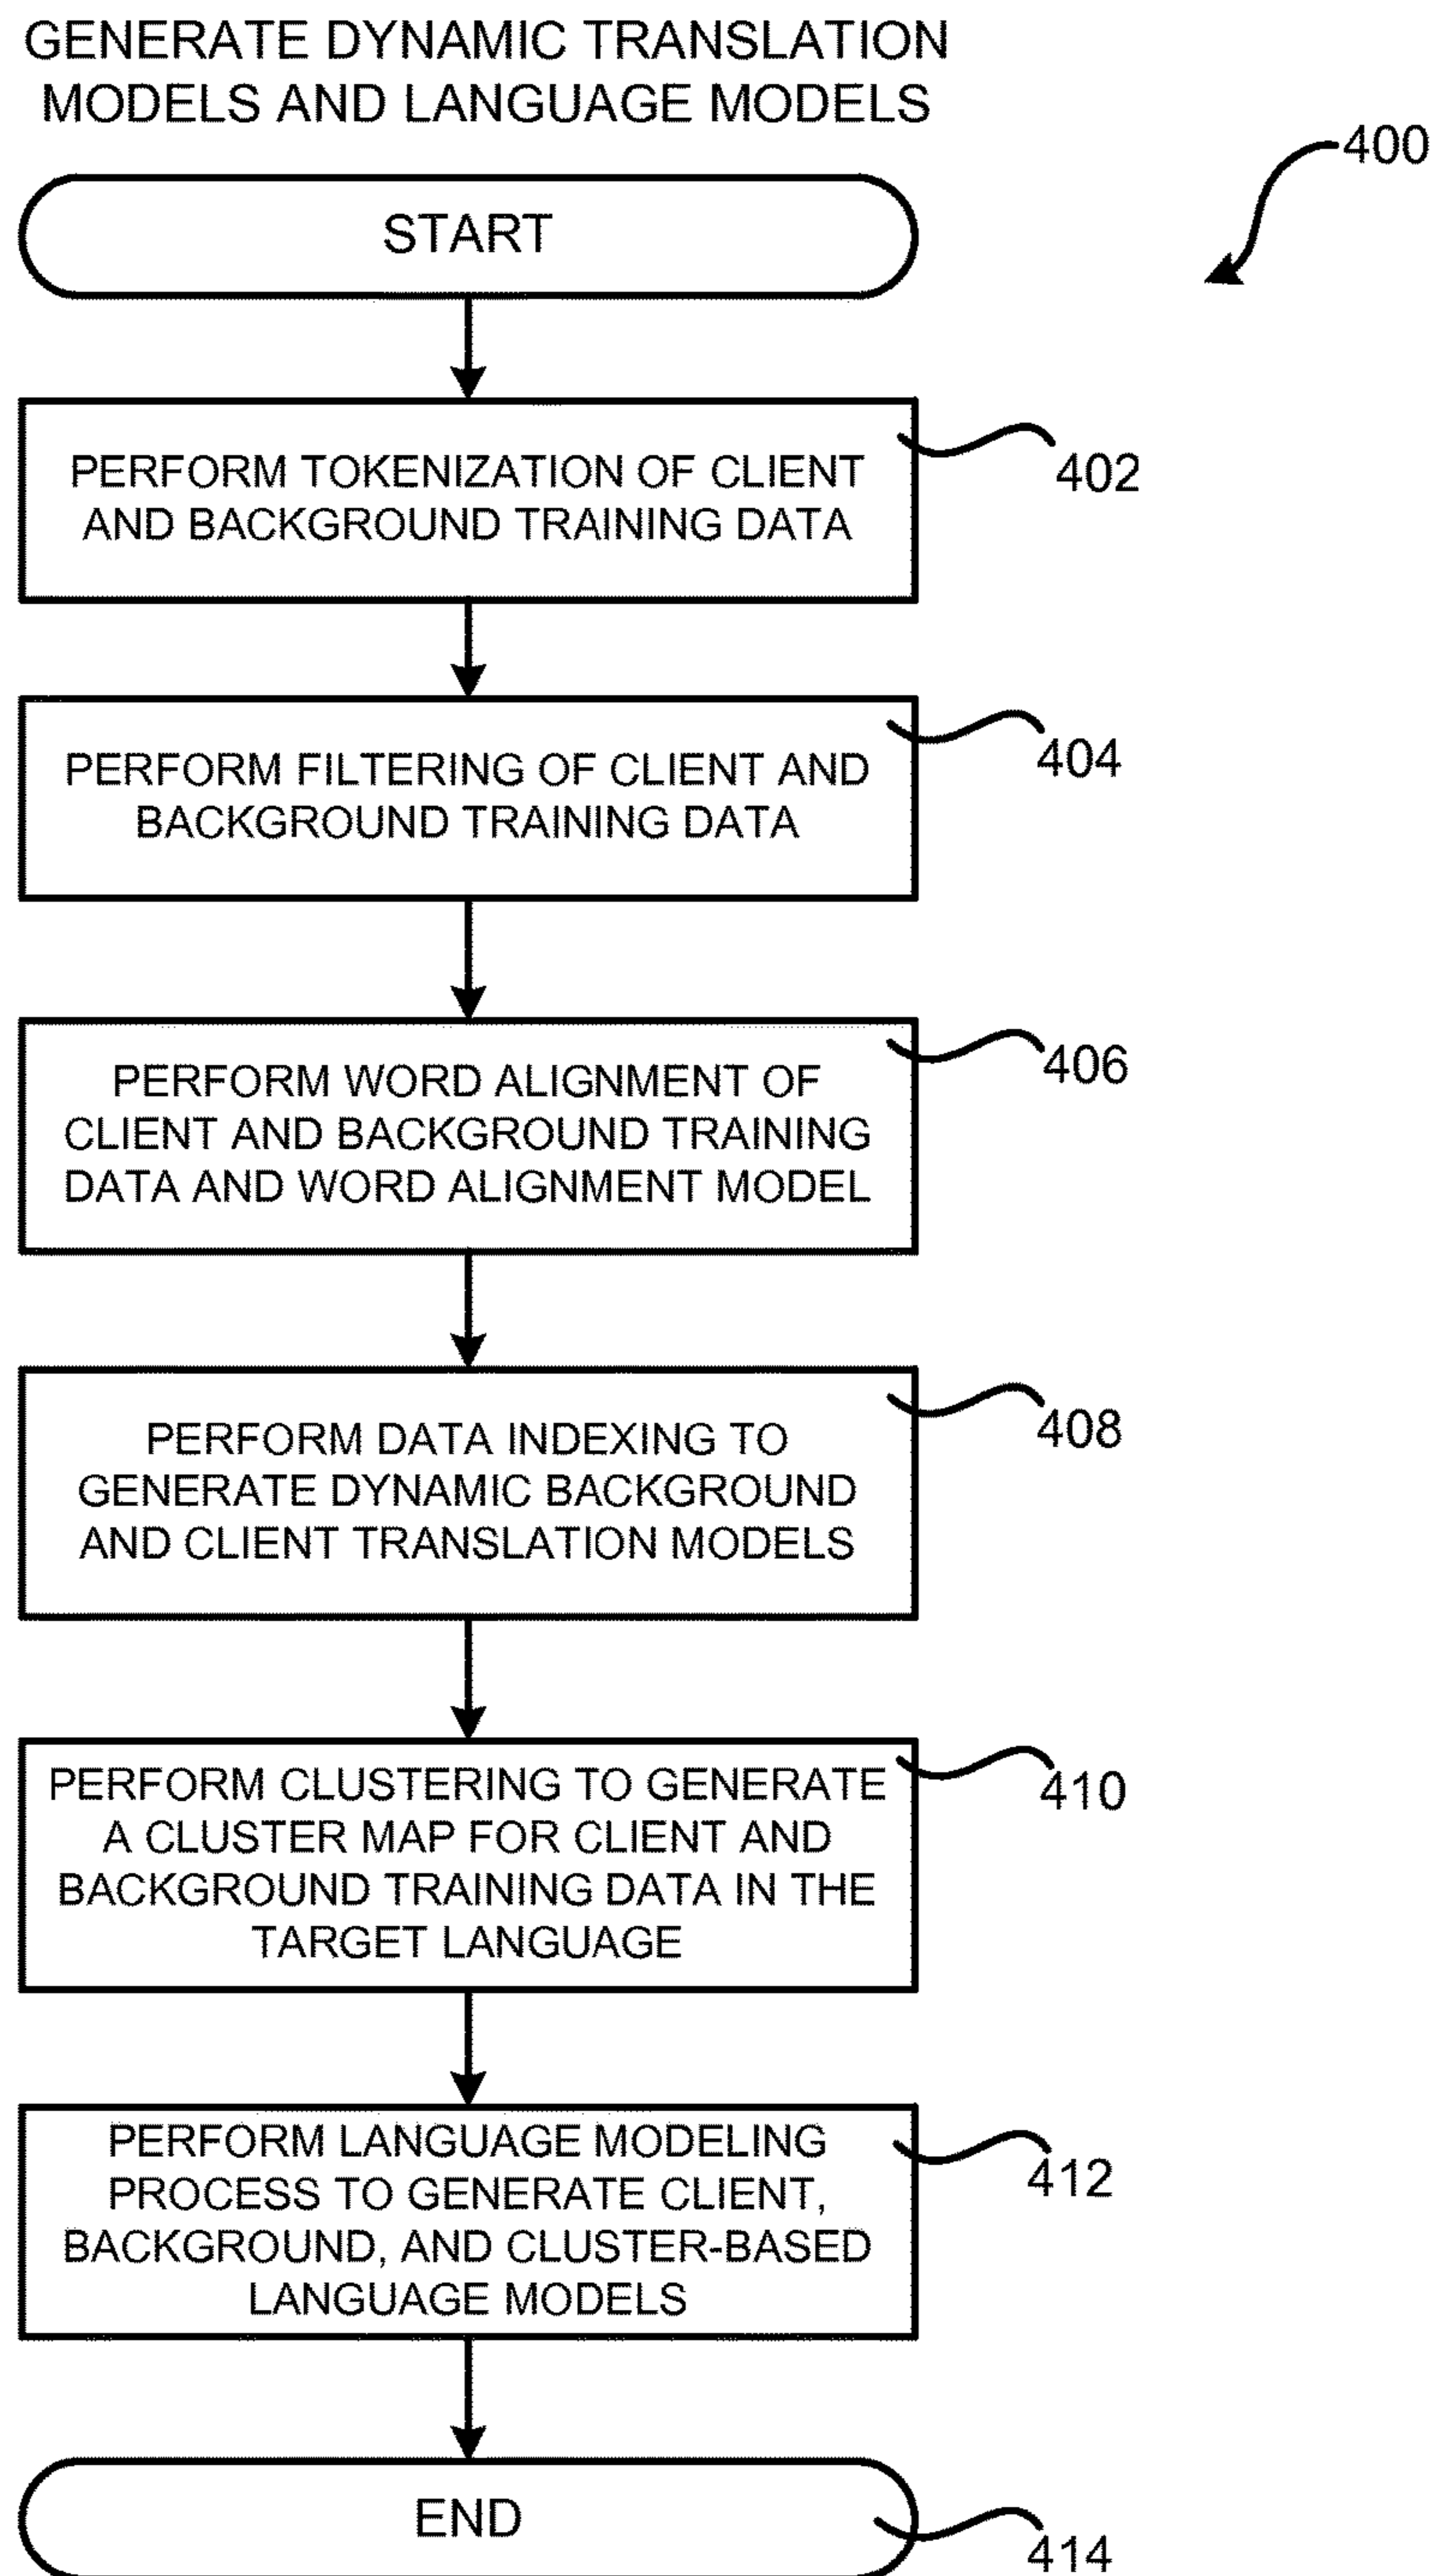 GENERATE DYNAMIC TRANSLATION
MODELS AND LANGUAGE MODELS
400
START
PERFORM TOKENIZATION OF CLIENT
AND BACKGROUND TRAINING DATA
402
PERFORM FILTERING OF CLIENT AND
BACKGROUND TRAINING DATA
404
PERFORM WORD ALIGNMENT OF
CLIENT AND BACKGROUND TRAINING
DATA AND WORD ALIGNMENT MODEL
406
PERFORM DATA INDEXING TO
GENERATE DYNAMIC BACKGROUND
AND CLIENT TRANSLATION MODELS
408
PERFORM CLUSTERING TO GENERATE
A CLUSTER MAP FOR CLIENT AND
BACKGROUND TRAINING DATA IN THE
TARGET LANGUAGE
410
PERFORM LANGUAGE MODELING
PROCESS TO GENERATE CLIENT,
BACKGROUND, AND CLUSTER-BASED
LANGUAGE MODELS
412
END
414